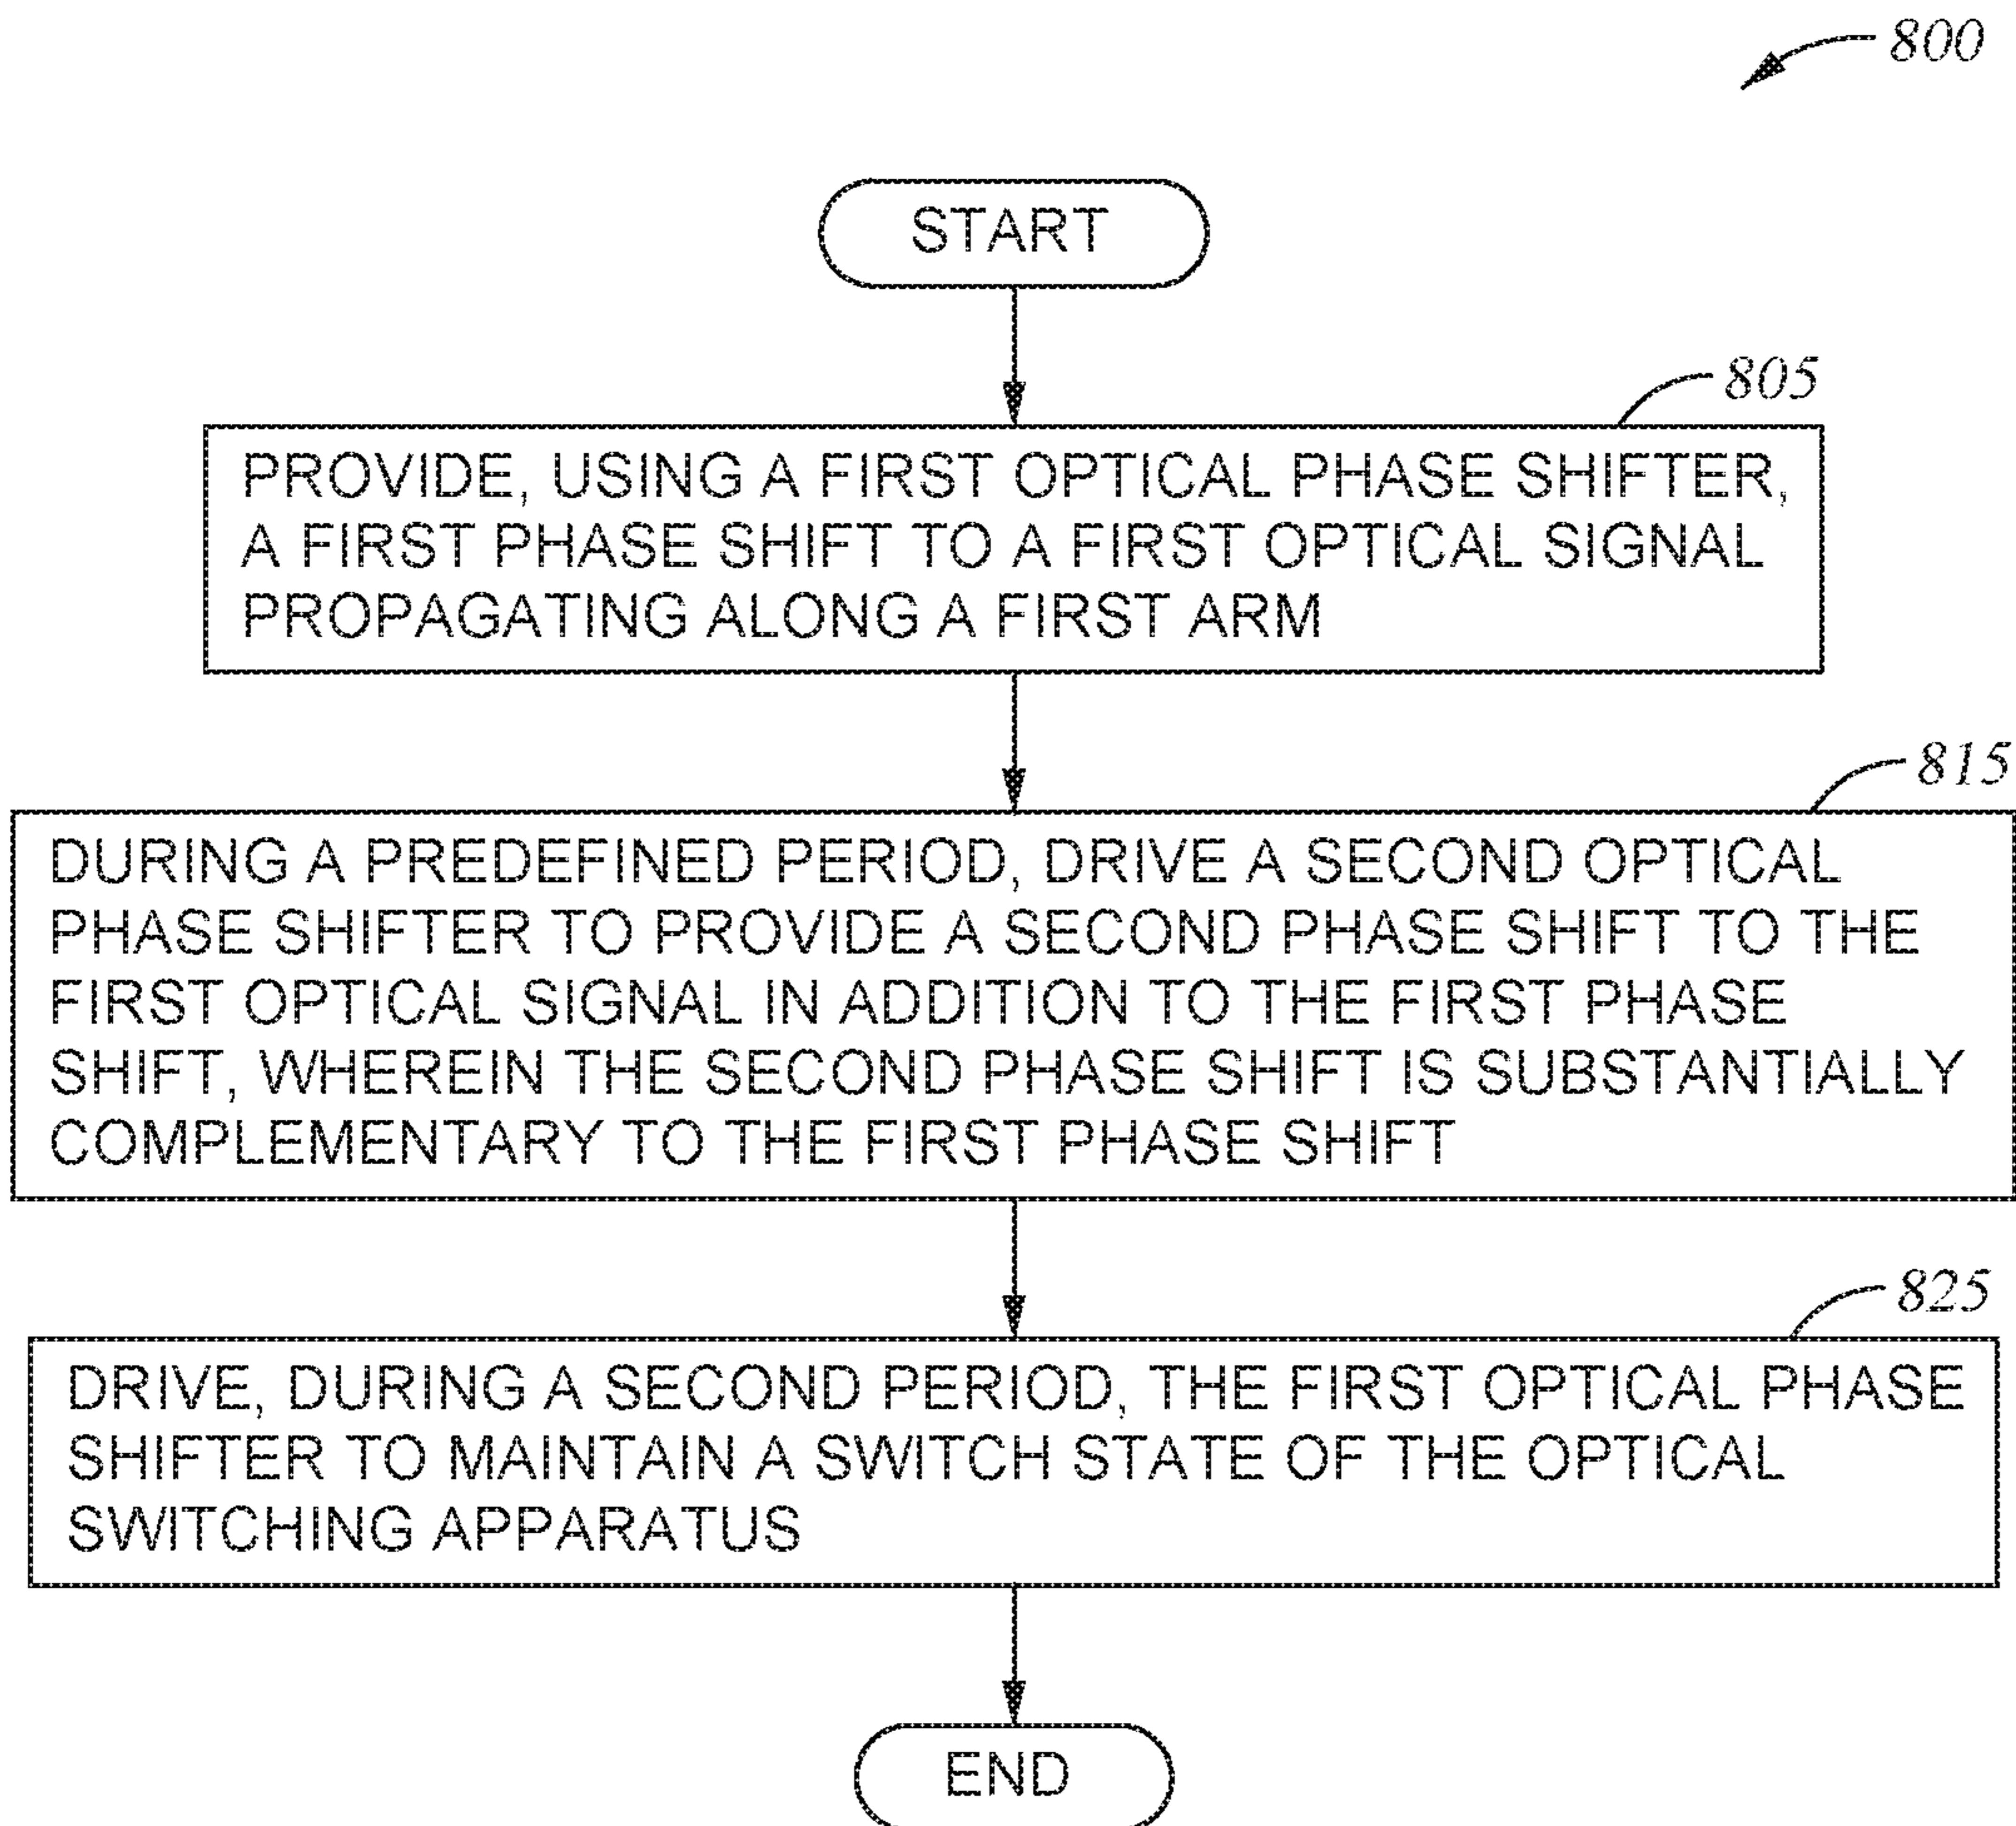 800
START
805
PROVIDE, USING A FIRST OPTICAL PHASE SHIFTER,
A FIRST PHASE SHIFT TO A FIRST OPTICAL SIGNAL
PROPAGATING ALONG A FIRST ARM
815
DURING A PREDEFINED PERIOD, DRIVE A SECOND OPTICAL
PHASE SHIFTER TO PROVIDE A SECOND PHASE SHIFT TO THE
FIRST OPTICAL SIGNAL IN ADDITION TO THE FIRST PHASE
SHIFT, WHEREIN THE SECOND PHASE SHIFT IS SUBSTANTIALLY
COMPLEMENTARY TO THE FIRST PHASE SHIFT
825
DRIVE, DURING A SECOND PERIOD, THE FIRST OPTICAL PHASE
SHIFTER TO MAINTAIN A SWITCH STATE OF THE OPTICAL
SWITCHING APPARATUS
END